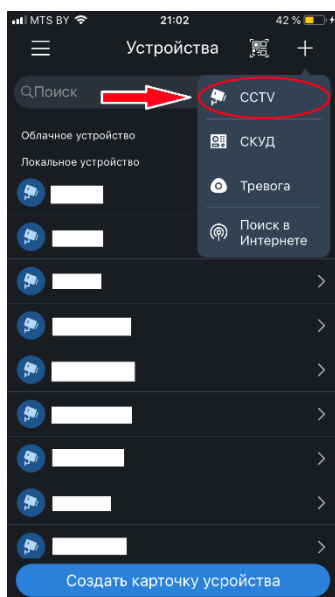 MTS BY 21:02 42 %
Устройства
Поиск
CCTV
Облачное устройство
СКУД
Локальное устройство
Тревога
Поиск в
Интернете
Создать карточку усройства